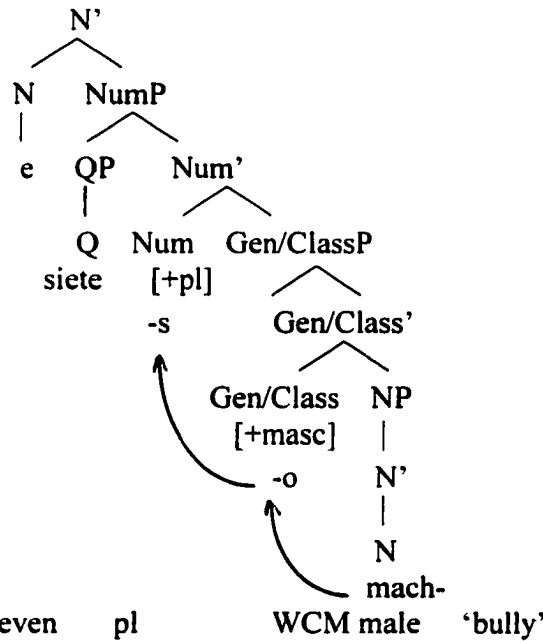 N'
N NumP
e QP Num'
Q Num Gen/ClassP
siete [+pl]
-s Gen/Class'
Gen/Class NP
[+masc]
-o N'
N
mach-
even pl WCM male 'bully'